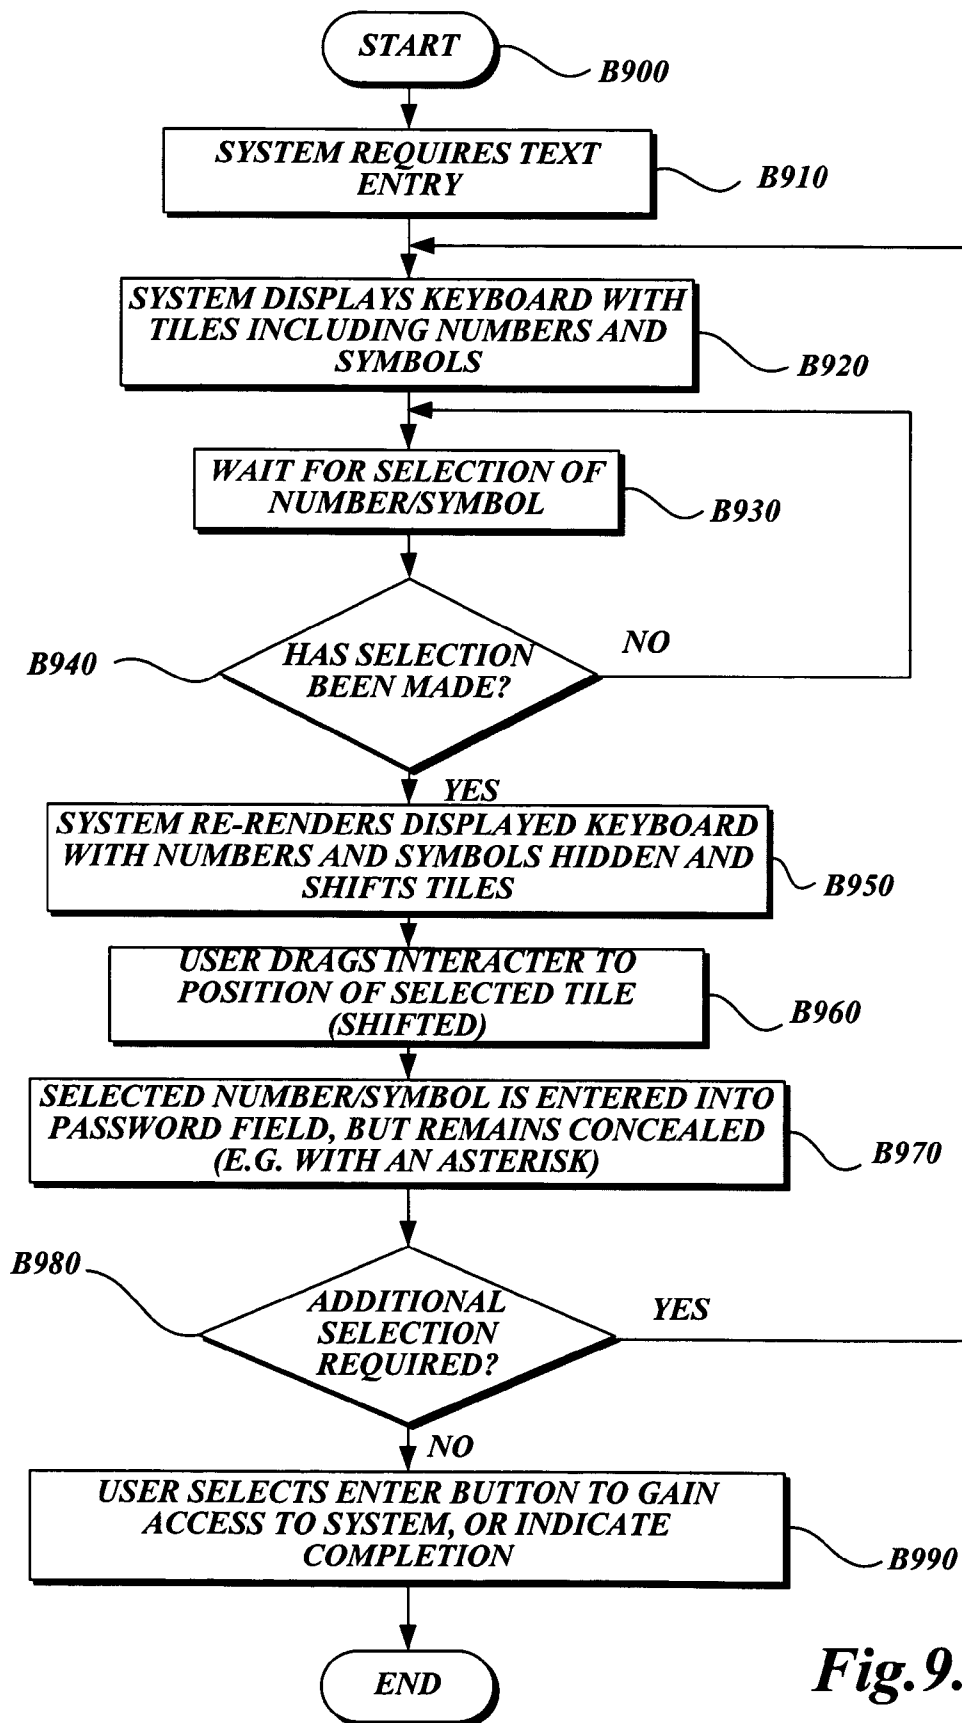 START
B900
SYSTEM REQUIRES TEXT
ENTRY
B910
SYSTEM DISPLAYS KEYBOARD WITH
TILES INCLUDING NUMBERS AND
SYMBOLS
B920
WAIT FOR SELECTION OF
NUMBER/SYMBOL
B930
B940
HAS SELECTION
BEEN MADE?
NO
YES
SYSTEM RE-RENDERS DISPLAYED KEYBOARD
WITH NUMBERS AND SYMBOLS HIDDEN AND
SHIFTS TILES
B950
USER DRAGS INTERACTER TO
POSITION OF SELECTED TILE
(SHIFTED)
B960
SELECTED NUMBER/SYMBOL IS ENTERED INTO
PASSWORD FIELD, BUT REMAINS CONCEALED
(E.G. WITH AN ASTERISK)
B970
B980
ADDITIONAL
SELECTION
REQUIRED?
YES
NO
USER SELECTS ENTER BUTTON TO GAIN
ACCESS TO SYSTEM, OR INDICATE
COMPLETION
B990
END
Fig.9.